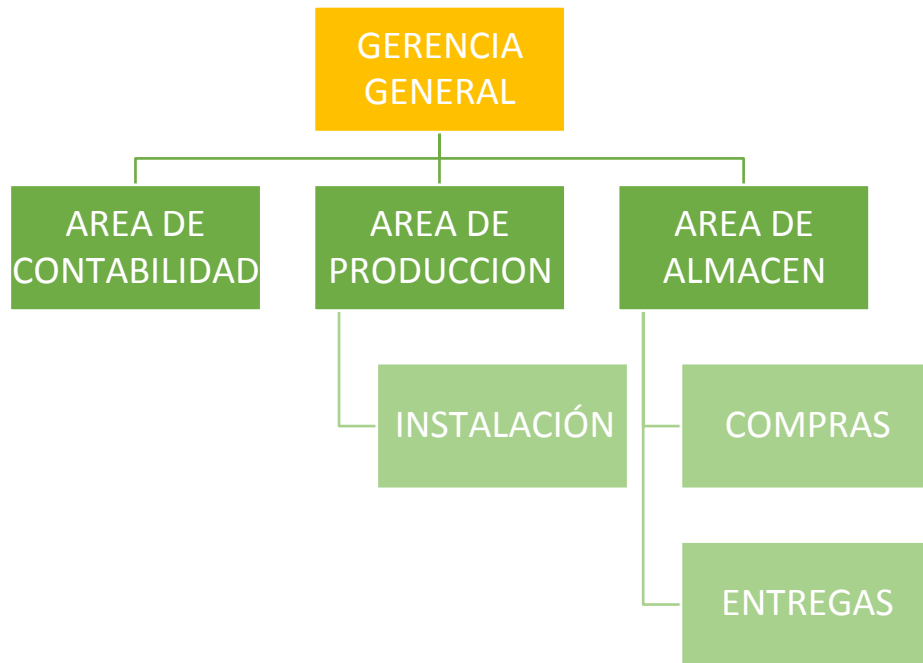 GERENCIA
GENERAL
AREA DE
CONTABILIDAD
AREA DE
PRODUCCION
AREA DE
ALMACEN
INSTALACIÓN
COMPRAS
ENTREGAS